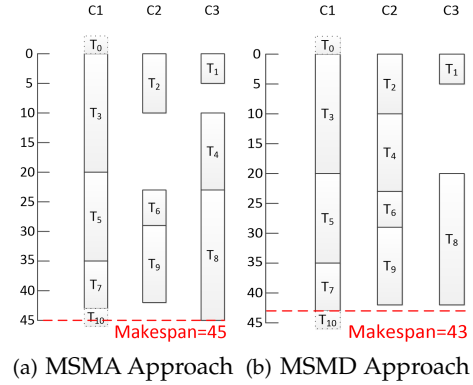 C1 C2 C3 C1 C2 C3
0 T0 T1 0 T0 T1
T2 T2
5 5
T3 T3
10 10
15 T4 15 T4
20 20
25 25
T5 T6 T5 T6
30 30
T8 T8
35 T9 35 T9
T7 T7
40 40
T10
45 45 T10
Makespan=45 Makespan=43
(a) MSMA Approach (b) MSMD Approach